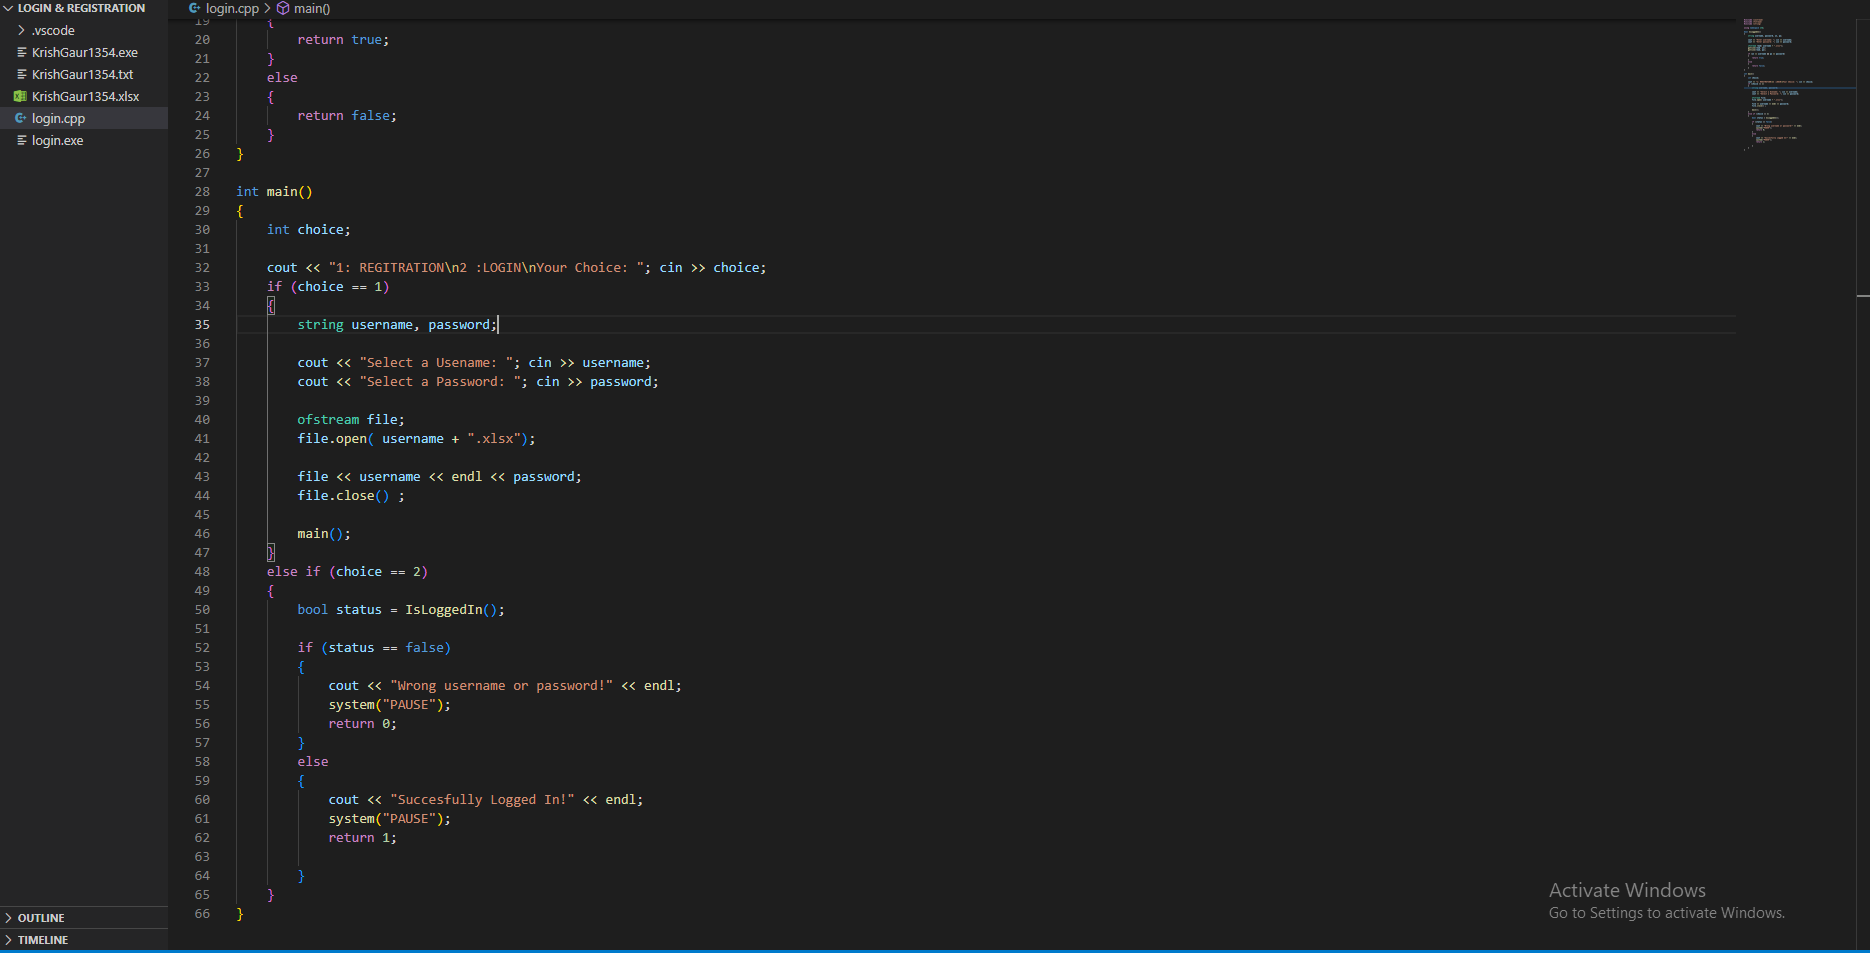 LOGIN & REGISTRATION
.vscode
KrishGaur1354.exe
KrishGaur1354.txt
KrishGaur1354.xlsx
login.cpp
login.exe
OUTLINE
TIMELINE
login.cpp > main()
19 {
20 return true;
21 }
22 else
23 {
24 return false;
25 }
26 }
27
28 int main()
29 {
30 int choice;
31
32 cout << "1: REGITRATION\n2 :LOGIN\nYour Choice: "; cin >> choice;
33 if (choice == 1)
34 {
35 string username, password;
36
37 cout << "Select a Usename: "; cin >> username;
38 cout << "Select a Password: "; cin >> password;
39
40 ofstream file;
41 file.open( username + ".xlsx");
42
43 file << username << endl << password;
44 file.close() ;
45
46 main();
47 }
48 else if (choice == 2)
49 {
50 bool status = IsLoggedIn();
51
52 if (status == false)
53 {
54 cout << "Wrong username or password!" << endl;
55 system("PAUSE");
56 return 0;
57 }
58 else
59 {
60 cout << "Succesfully Logged In!" << endl;
61 system("PAUSE");
62 return 1;
63
64 }
65 }
66 }
Activate Windows
Go to Settings to activate Windows.